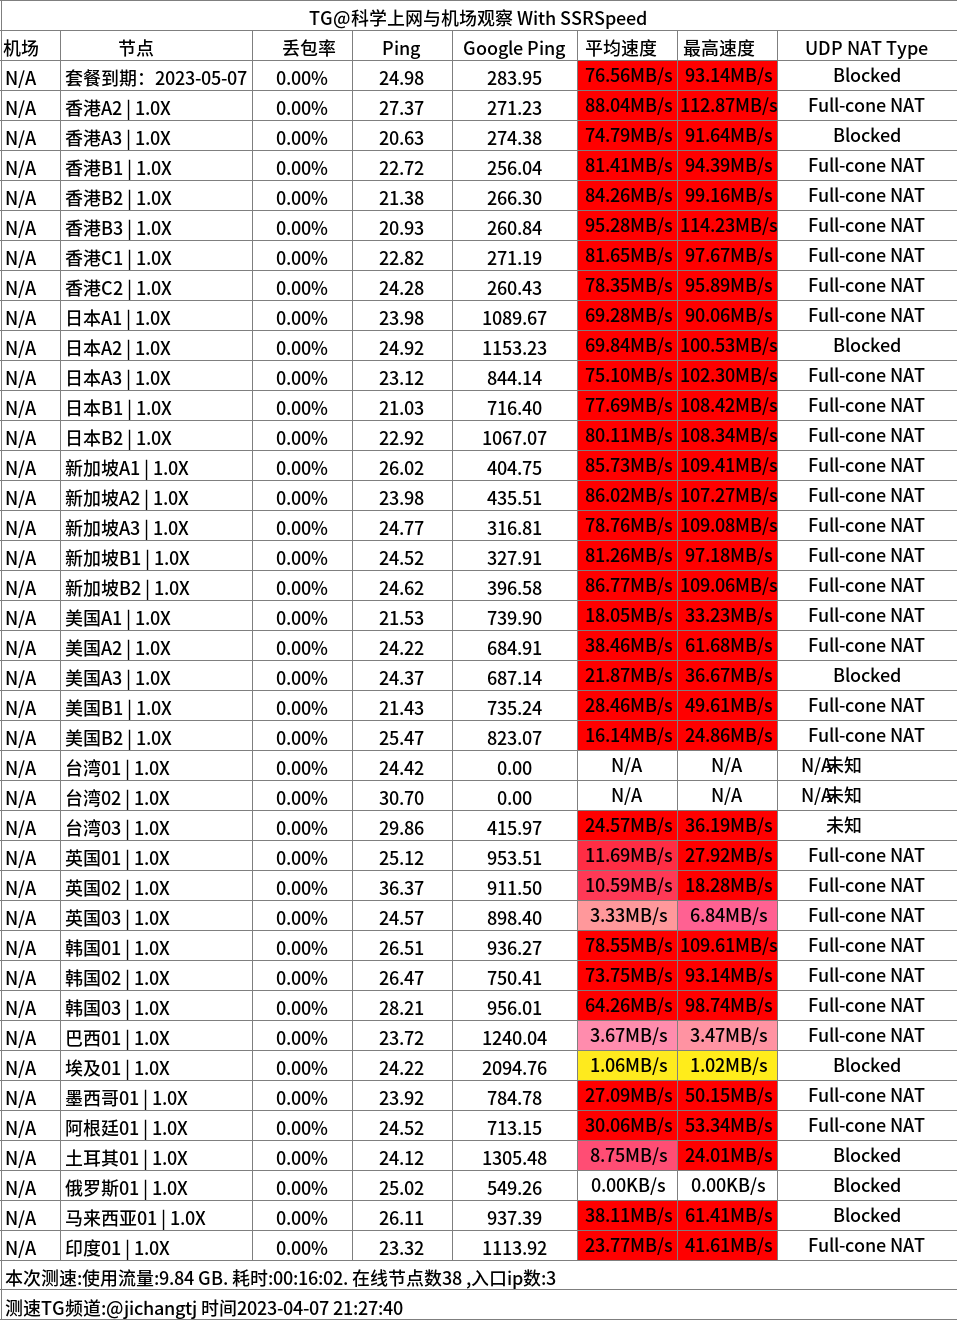 TG@科学上网与机场观察 With SSRSpeed
机场 节点 丢包率 Ping Google Ping 平均速度 最高速度 UDP NAT Type
N/A 套餐到期：2023-05-07 0.00% 24.98 283.95 76.56MB/s 93.14MB/s Blocked
N/A 香港A2 | 1.0X 0.00% 27.37 271.23 88.04MB/s 112.87MB/s Full-cone NAT
N/A 香港A3 | 1.0X 0.00% 20.63 274.38 74.79MB/s 91.64MB/s Blocked
N/A 香港B1 | 1.0X 0.00% 22.72 256.04 81.41MB/s 94.39MB/s Full-cone NAT
N/A 香港B2 | 1.0X 0.00% 21.38 266.30 84.26MB/s 99.16MB/s Full-cone NAT
N/A 香港B3 | 1.0X 0.00% 20.93 260.84 95.28MB/s 114.23MB/s Full-cone NAT
N/A 香港C1 | 1.0X 0.00% 22.82 271.19 81.65MB/s 97.67MB/s Full-cone NAT
N/A 香港C2 | 1.0X 0.00% 24.28 260.43 78.35MB/s 95.89MB/s Full-cone NAT
N/A 日本A1 | 1.0X 0.00% 23.98 1089.67 69.28MB/s 90.06MB/s Full-cone NAT
N/A 日本A2 | 1.0X 0.00% 24.92 1153.23 69.84MB/s 100.53MB/s Blocked
N/A 日本A3 | 1.0X 0.00% 23.12 844.14 75.10MB/s 102.30MB/s Full-cone NAT
N/A 日本B1 | 1.0X 0.00% 21.03 716.40 77.69MB/s 108.42MB/s Full-cone NAT
N/A 日本B2 | 1.0X 0.00% 22.92 1067.07 80.11MB/s 108.34MB/s Full-cone NAT
N/A 新加坡A1 | 1.0X 0.00% 26.02 404.75 85.73MB/s 109.41MB/s Full-cone NAT
N/A 新加坡A2 | 1.0X 0.00% 23.98 435.51 86.02MB/s 107.27MB/s Full-cone NAT
N/A 新加坡A3 | 1.0X 0.00% 24.77 316.81 78.76MB/s 109.08MB/s Full-cone NAT
N/A 新加坡B1 | 1.0X 0.00% 24.52 327.91 81.26MB/s 97.18MB/s Full-cone NAT
N/A 新加坡B2 | 1.0X 0.00% 24.62 396.58 86.77MB/s 109.06MB/s Full-cone NAT
N/A 美国A1 | 1.0X 0.00% 21.53 739.90 18.05MB/s 33.23MB/s Full-cone NAT
N/A 美国A2 | 1.0X 0.00% 24.22 684.91 38.46MB/s 61.68MB/s Full-cone NAT
N/A 美国A3 | 1.0X 0.00% 24.37 687.14 21.87MB/s 36.67MB/s Blocked
N/A 美国B1 | 1.0X 0.00% 21.43 735.24 28.46MB/s 49.61MB/s Full-cone NAT
N/A 美国B2 | 1.0X 0.00% 25.47 823.07 16.14MB/s 24.86MB/s Full-cone NAT
N/A 台湾01 | 1.0X 0.00% 24.42 0.00 N/A N/A N/A未知
N/A 台湾02 | 1.0X 0.00% 30.70 0.00 N/A N/A N/A未知
N/A 台湾03 | 1.0X 0.00% 29.86 415.97 24.57MB/s 36.19MB/s 未知
N/A 英国01 | 1.0X 0.00% 25.12 953.51 11.69MB/s 27.92MB/s Full-cone NAT
N/A 英国02 | 1.0X 0.00% 36.37 911.50 10.59MB/s 18.28MB/s Full-cone NAT
N/A 英国03 | 1.0X 0.00% 24.57 898.40 3.33MB/s 6.84MB/s Full-cone NAT
N/A 韩国01 | 1.0X 0.00% 26.51 936.27 78.55MB/s 109.61MB/s Full-cone NAT
N/A 韩国02 | 1.0X 0.00% 26.47 750.41 73.75MB/s 93.14MB/s Full-cone NAT
N/A 韩国03 | 1.0X 0.00% 28.21 956.01 64.26MB/s 98.74MB/s Full-cone NAT
N/A 巴西01 | 1.0X 0.00% 23.72 1240.04 3.67MB/s 3.47MB/s Full-cone NAT
N/A 埃及01 | 1.0X 0.00% 24.22 2094.76 1.06MB/s 1.02MB/s Blocked
N/A 墨西哥01 | 1.0X 0.00% 23.92 784.78 27.09MB/s 50.15MB/s Full-cone NAT
N/A 阿根廷01 | 1.0X 0.00% 24.52 713.15 30.06MB/s 53.34MB/s Full-cone NAT
N/A 土耳其01 | 1.0X 0.00% 24.12 1305.48 8.75MB/s 24.01MB/s Blocked
N/A 俄罗斯01 | 1.0X 0.00% 25.02 549.26 0.00KB/s 0.00KB/s Blocked
N/A 马来西亚01 | 1.0X 0.00% 26.11 937.39 38.11MB/s 61.41MB/s Blocked
N/A 印度01 | 1.0X 0.00% 23.32 1113.92 23.77MB/s 41.61MB/s Full-cone NAT
本次测速:使用流量:9.84 GB. 耗时:00:16:02. 在线节点数38 ,入口ip数:3
测速TG频道:@jichangtj 时间2023-04-07 21:27:40